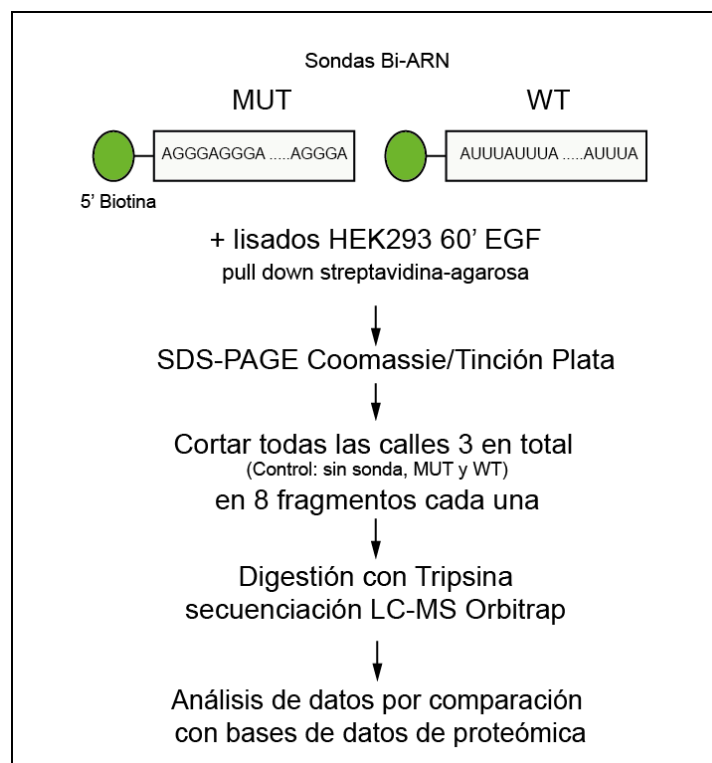 Sondas Bi-ARN
MUT WT
AGGGAGGGA .....AGGGA AUUUAUUUA .....AUUUA
5' Biotina
+ lisados HEK293 60’ EGF
pull down streptavidina-agarosa
SDS-PAGE Coomassie/Tinción Plata
Cortar todas las calles 3 en total
(Control: sin sonda, MUT y WT)
en 8 fragmentos cada una
Digestión con Tripsina
secuenciación LC-MS Orbitrap
Análisis de datos por comparación
con bases de datos de proteómica